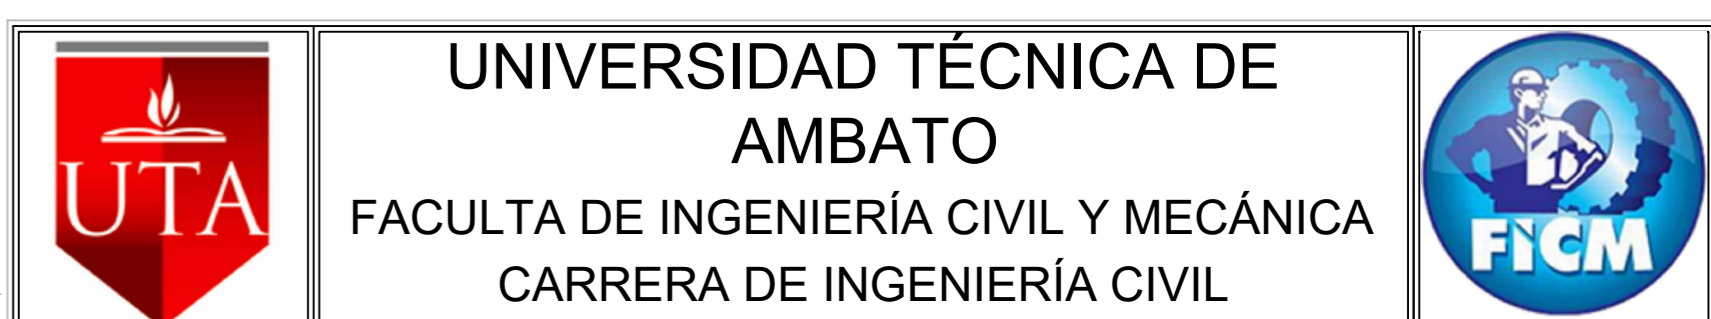 UTA
UNIVERSIDAD TÉCNICA DE
AMBATO
FACULTA DE INGENIERÍA CIVIL Y MECÁNICA
CARRERA DE INGENIERÍA CIVIL
FICM